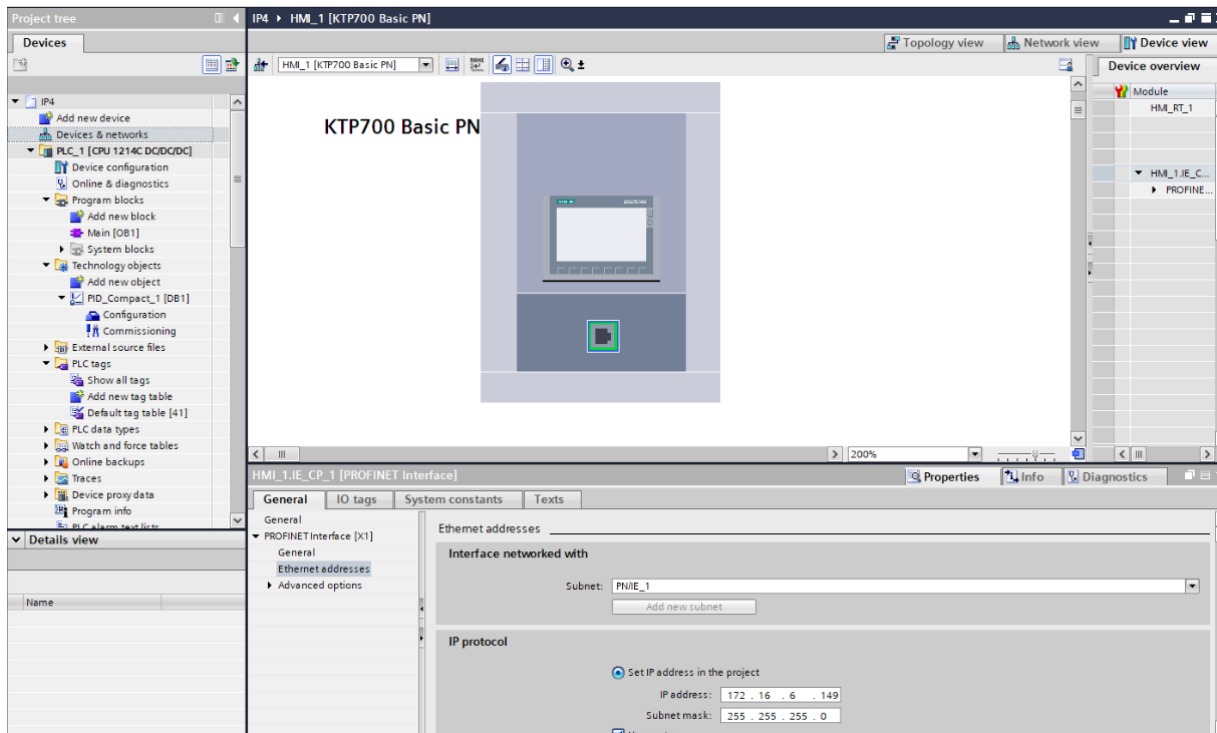 Project tree
IP4 ▸ HMI_1 [KTP700 Basic PN]
Devices
Topology view
Network view
Device view
HMI_1 [KTP700 Basic PN]
Device overview
Module
HMI_RT_1
HMI_1.IE_C...
PROFINE...
IP4
Add new device
Devices & networks
PLC_1 [CPU 1214C DC/DC/DC]
Device configuration
Online & diagnostics
Program blocks
Add new block
Main [OB1]
System blocks
Technology objects
Add new object
PID_Compact_1 [DB1]
Configuration
Commissioning
External source files
PLC tags
Show all tags
Add new tag table
Default tag table [41]
PLC data types
Watch and force tables
Online backups
Traces
Device proxy data
Program info
PLC alarm text lists
Details view
Name
KTP700 Basic PN
200%
HMI_1.IE_CP_1 [PROFINET Interface]
Properties
Info
Diagnostics
General
IO tags
System constants
Texts
General
PROFINET Interface [X1]
General
Ethernet addresses
Advanced options
Ethernet addresses
Interface networked with
Subnet: PN/IE_1
Add new subnet
IP protocol
Set IP address in the project
IP address: 172 . 16 . 6 . 149
Subnet mask: 255 . 255 . 255 . 0